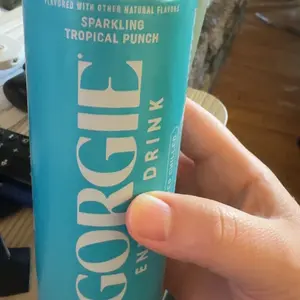 FLAVORED WITH OTHER NATURAL FLAVORS
SPARKLING
TROPICAL PUNCH
GORGIE
DRINK